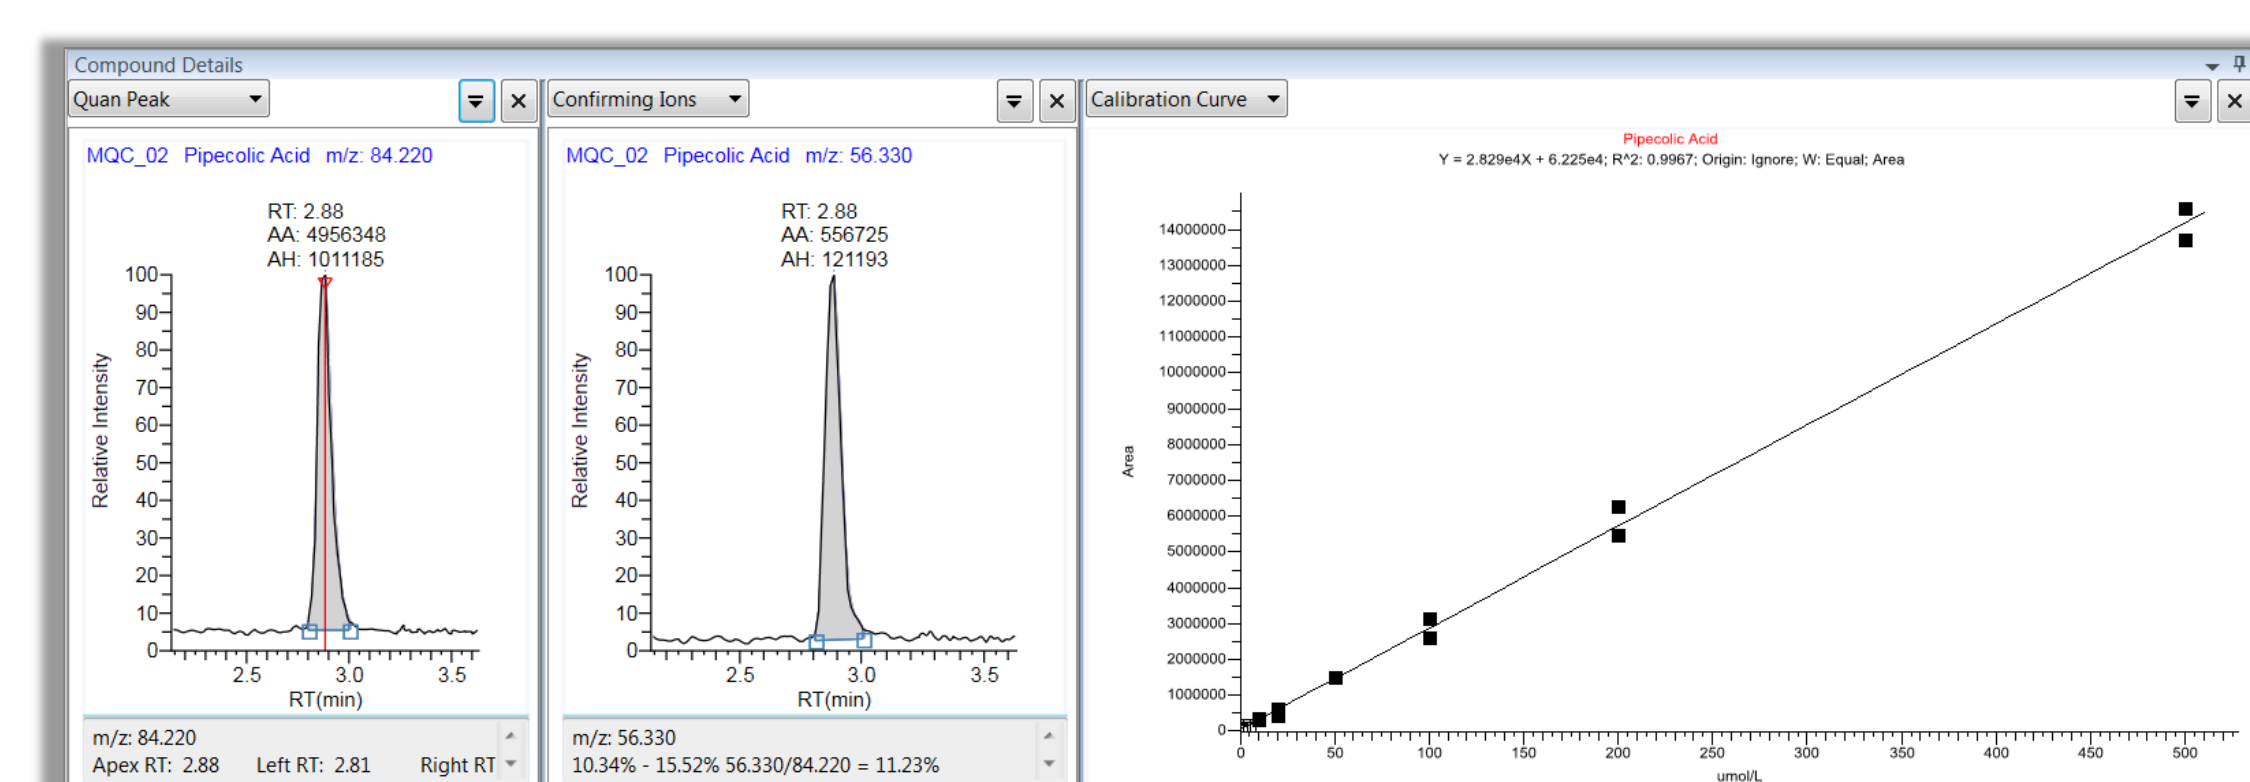 Compound Details
Quan Peak
Confirming Ions
Calibration Curve
MQC_02 Pipecolic Acid m/z: 84.220
RT: 2.88
AA: 4956348
AH: 1011185
100
90
80
70
60
50
40
30
20
10
0
Relative Intensity
2.5 3.0 3.5
RT(min)
m/z: 84.220
Apex RT: 2.88 Left RT: 2.81 Right RT
MQC_02 Pipecolic Acid m/z: 56.330
RT: 2.88
AA: 556725
AH: 121193
100
90
80
70
60
50
40
30
20
10
0
Relative Intensity
2.5 3.0 3.5
RT(min)
m/z: 56.330
10.34% - 15.52% 56.330/84.220 = 11.23%
Pipecolic Acid
Y = 2.829e4X + 6.225e4; R^2: 0.9967; Origin: Ignore; W: Equal; Area
14000000
13000000
12000000
11000000
10000000
9000000
8000000
7000000
6000000
5000000
4000000
3000000
2000000
1000000
0
Area
0 50 100 150 200 250 300 350 400 450 500
umol/L